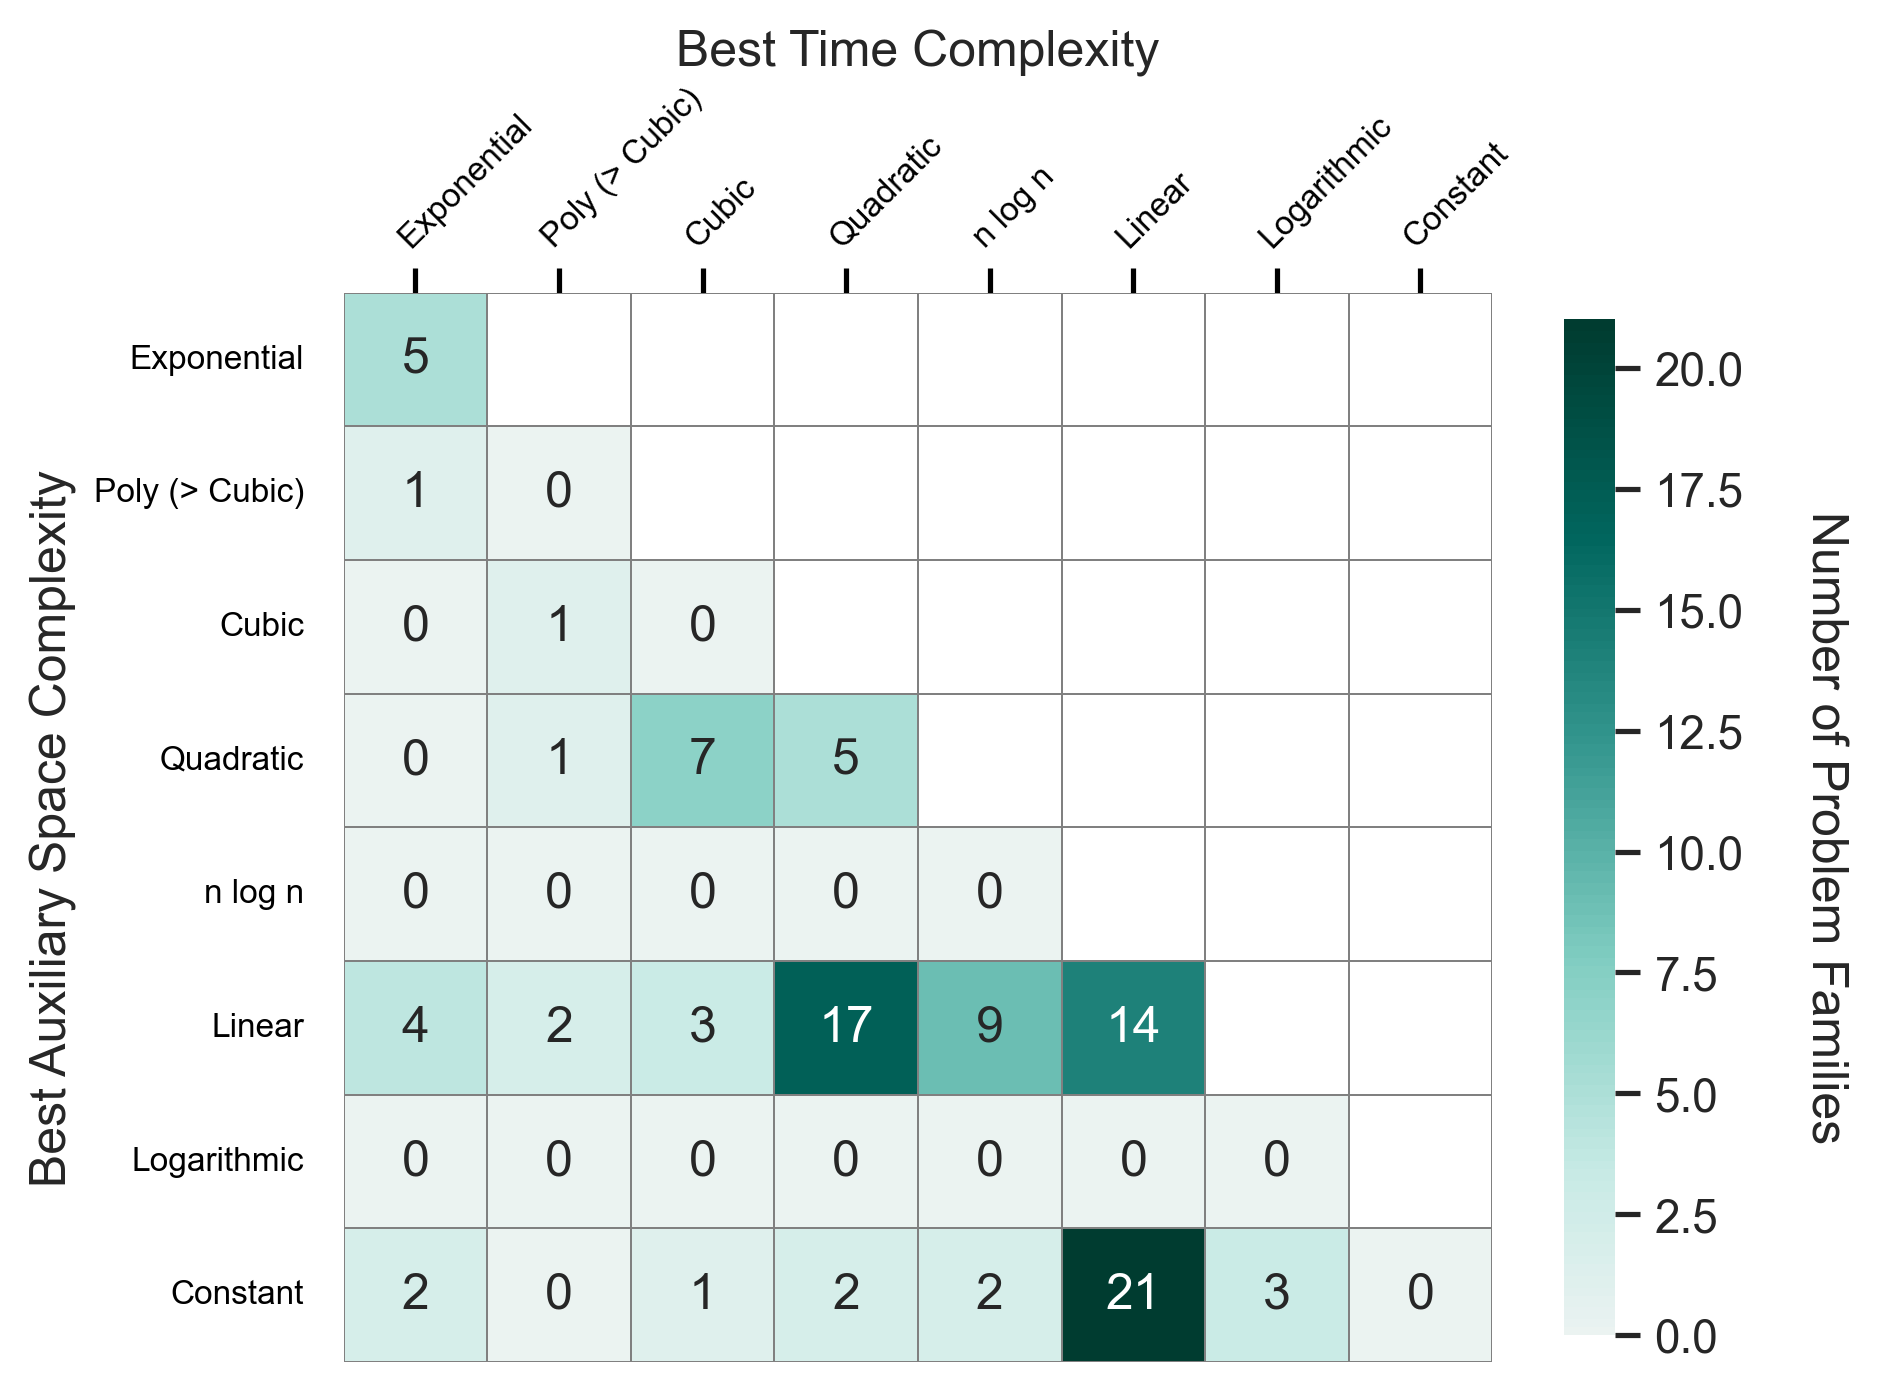 Best Time Complexity
Exponential
Poly (> Cubic)
Cubic
Quadratic
n log n
Linear
Logarithmic
Constant
Best Auxiliary Space Complexity
Exponential
5
Poly (> Cubic)
1 0
Cubic
0 1 0
Quadratic
0 1 7 5
n log n
0 0 0 0 0
Linear
4 2 3 17 9 14
Logarithmic
0 0 0 0 0 0 0
Constant
2 0 1 2 2 21 3 0
20.0
17.5
15.0
12.5
10.0
7.5
5.0
2.5
0.0
Number of Problem Families